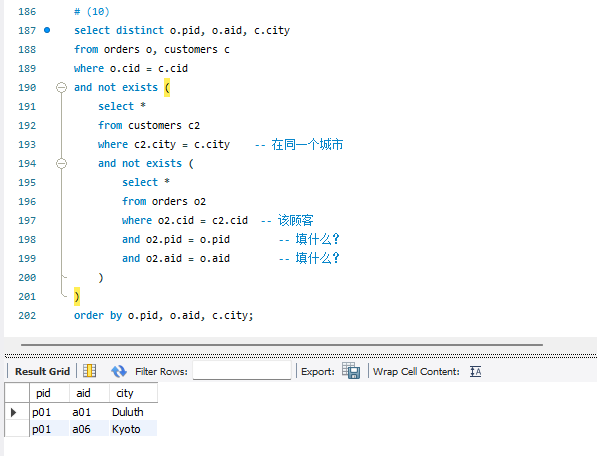 186 # (10)
187 select distinct o.pid, o.aid, c.city
188 from orders o, customers c
189 where o.cid = c.cid
190 and not exists (
191 select *
192 from customers c2
193 where c2.city = c.city -- 在同一个城市
194 and not exists (
195 select *
196 from orders o2
197 where o2.cid = c2.cid -- 该顾客
198 and o2.pid = o.pid -- 填什么?
199 and o2.aid = o.aid -- 填什么?
200 )
201 )
202 order by o.pid, o.aid, c.city;
Result Grid Filter Rows: Export: Wrap Cell Content:
pid aid city
p01 a01 Duluth
p01 a06 Kyoto